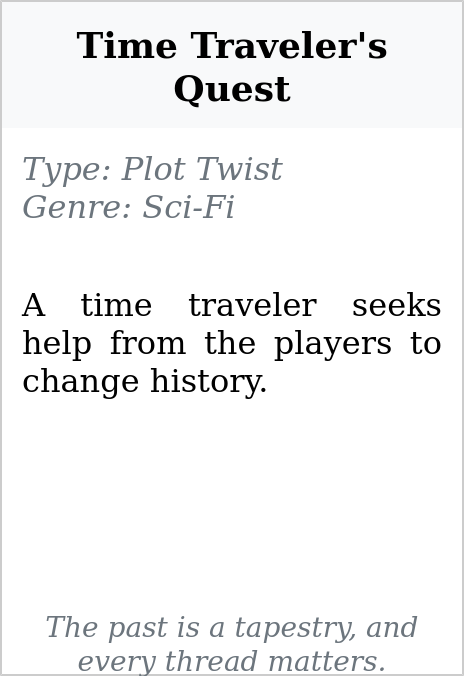 Time Traveler's
Quest
Type: Plot Twist
Genre: Sci-Fi
A time traveler seeks
help from the players to
change history.
The past is a tapestry, and
every thread matters.